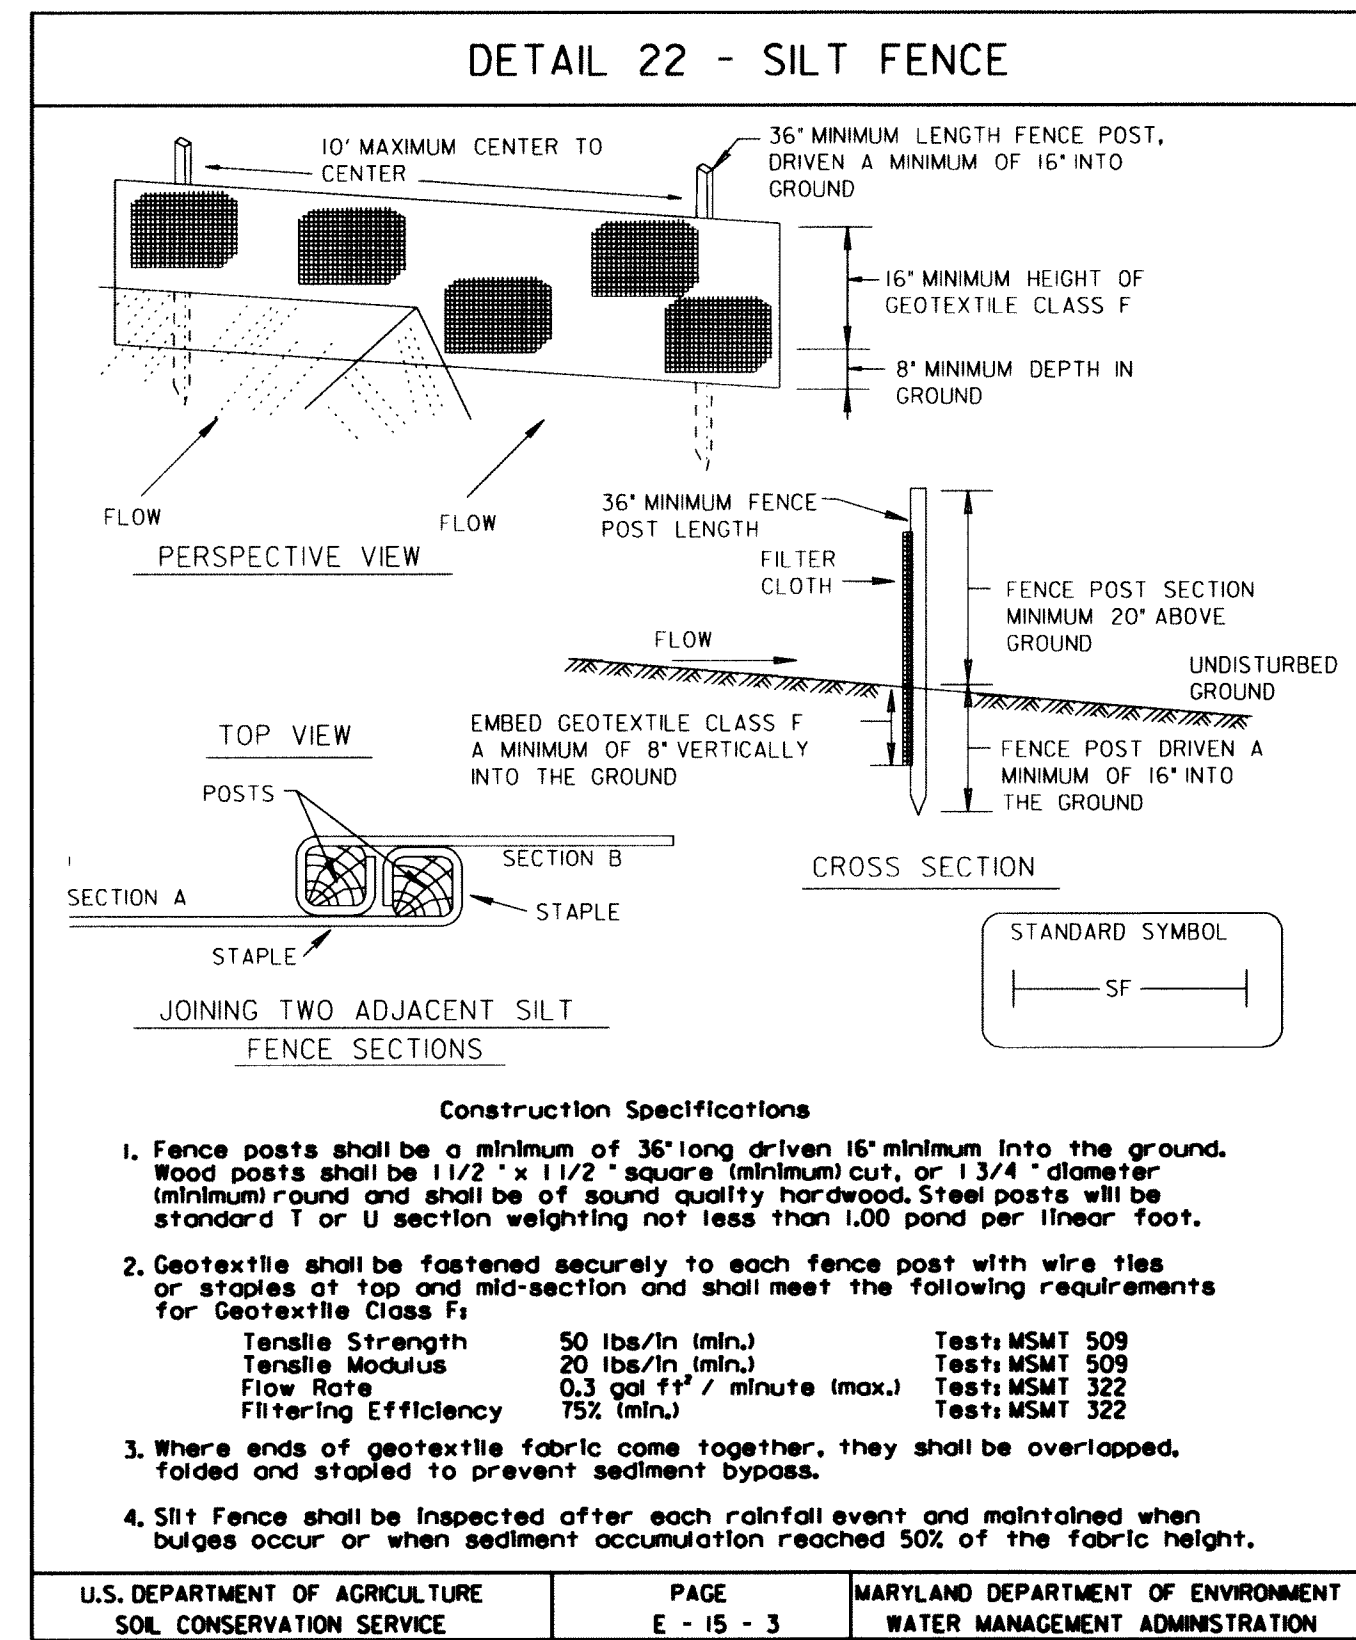 DETAIL 22 - SILT FENCE
10' MAXIMUM CENTER TO
CENTER
36" MINIMUM LENGTH FENCE POST,
DRIVEN A MINIMUM OF 16" INTO
GROUND
16" MINIMUM HEIGHT OF
GEOTEXTILE CLASS F
8" MINIMUM DEPTH IN
GROUND
FLOW
FLOW
PERSPECTIVE VIEW
36" MINIMUM FENCE
POST LENGTH
FILTER
CLOTH
FENCE POST SECTION
MINIMUM 20" ABOVE
GROUND
FLOW
UNDISTURBED
GROUND
EMBED GEOTEXTILE CLASS F
A MINIMUM OF 8" VERTICALLY
INTO THE GROUND
FENCE POST DRIVEN A
MINIMUM OF 16" INTO
THE GROUND
CROSS SECTION
TOP VIEW
POSTS
SECTION B
SECTION A
STAPLE
STAPLE
JOINING TWO ADJACENT SILT
FENCE SECTIONS
STANDARD SYMBOL
SF
Construction Specifications
1. Fence posts shall be a minimum of 36" long driven 16" minimum into the ground.
Wood posts shall be 1 1/2 " x 1 1/2 " square (minimum) cut, or 1 3/4 " diameter
(minimum) round and shall be of sound quality hardwood. Steel posts will be
standard T or U section weighting not less than 1.00 pond per linear foot.
2. Geotextile shall be fastened securely to each fence post with wire ties
or staples at top and mid-section and shall meet the following requirements
for Geotextile Class F:
Tensile Strength 50 lbs/in (min.) Test: MSMT 509
Tensile Modulus 20 lbs/in (min.) Test: MSMT 509
Flow Rate 0.3 gal ft² / minute (max.) Test: MSMT 322
Filtering Efficiency 75% (min.) Test: MSMT 322
3. Where ends of geotextile fabric come together, they shall be overlapped,
folded and stapled to prevent sediment bypass.
4. Silt Fence shall be inspected after each rainfall event and maintained when
bulges occur or when sediment accumulation reached 50% of the fabric height.
U.S. DEPARTMENT OF AGRICULTURE
SOIL CONSERVATION SERVICE
PAGE
E - 15 - 3
MARYLAND DEPARTMENT OF ENVIRONMENT
WATER MANAGEMENT ADMINISTRATION